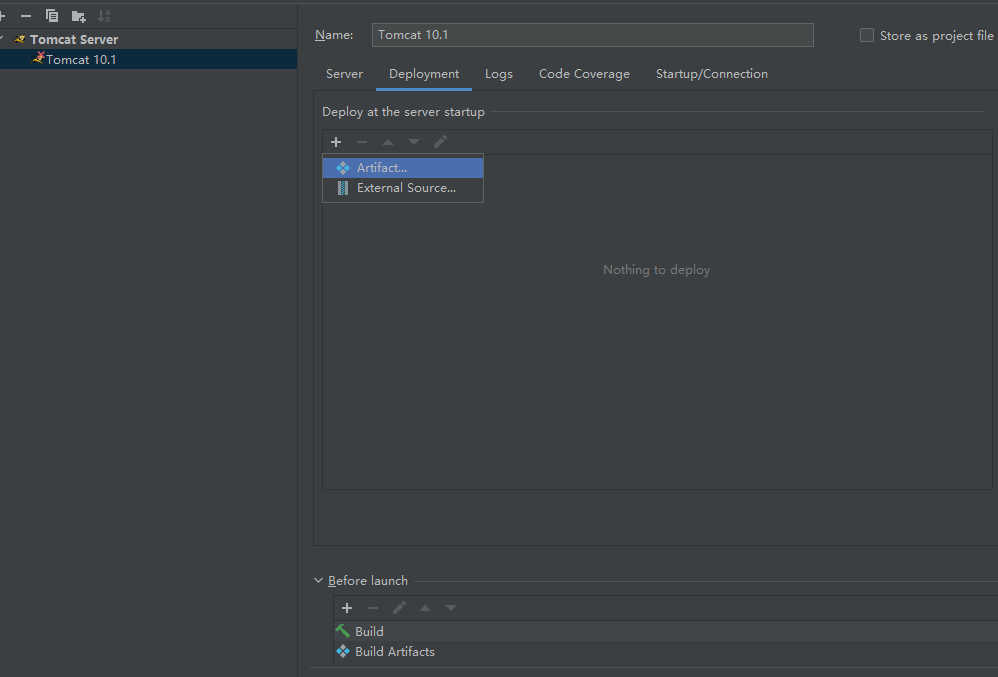 Tomcat Server
Tomcat 10.1
Name: Tomcat 10.1 Store as project file
Server Deployment Logs Code Coverage Startup/Connection
Deploy at the server startup
Artifact...
External Source...
Nothing to deploy
Before launch
Build
Build Artifacts